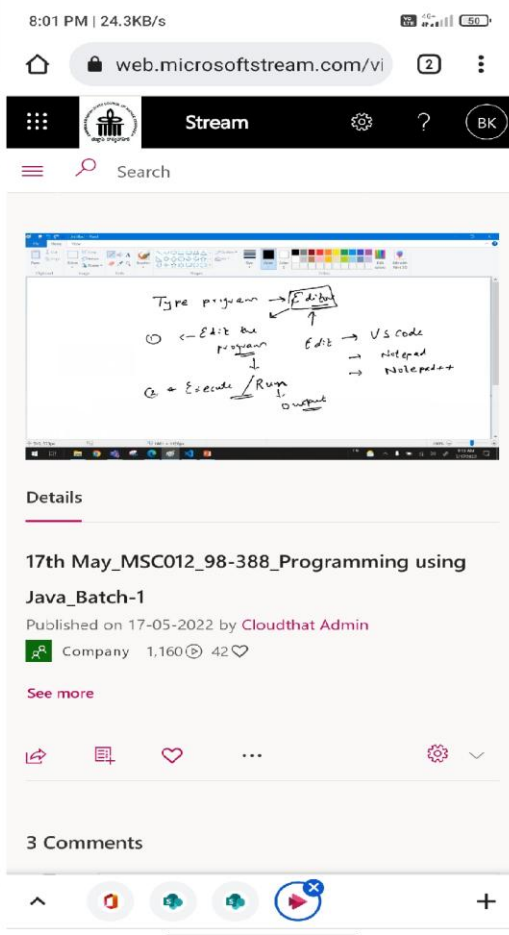 8:01 PM | 24.3KB/s
4G+
50
web.microsoftstream.com/vi
2
Stream
?
BK
Search
Type program → Editor
① ← Edit the program
Edit → VS Code
→ Notepad
→ Notepad++
② Execute / Run
↓
output
Details
17th May_MSC012_98-388_Programming using
Java_Batch-1
Published on 17-05-2022 by Cloudthat Admin
Company 1,160 42
See more
3 Comments